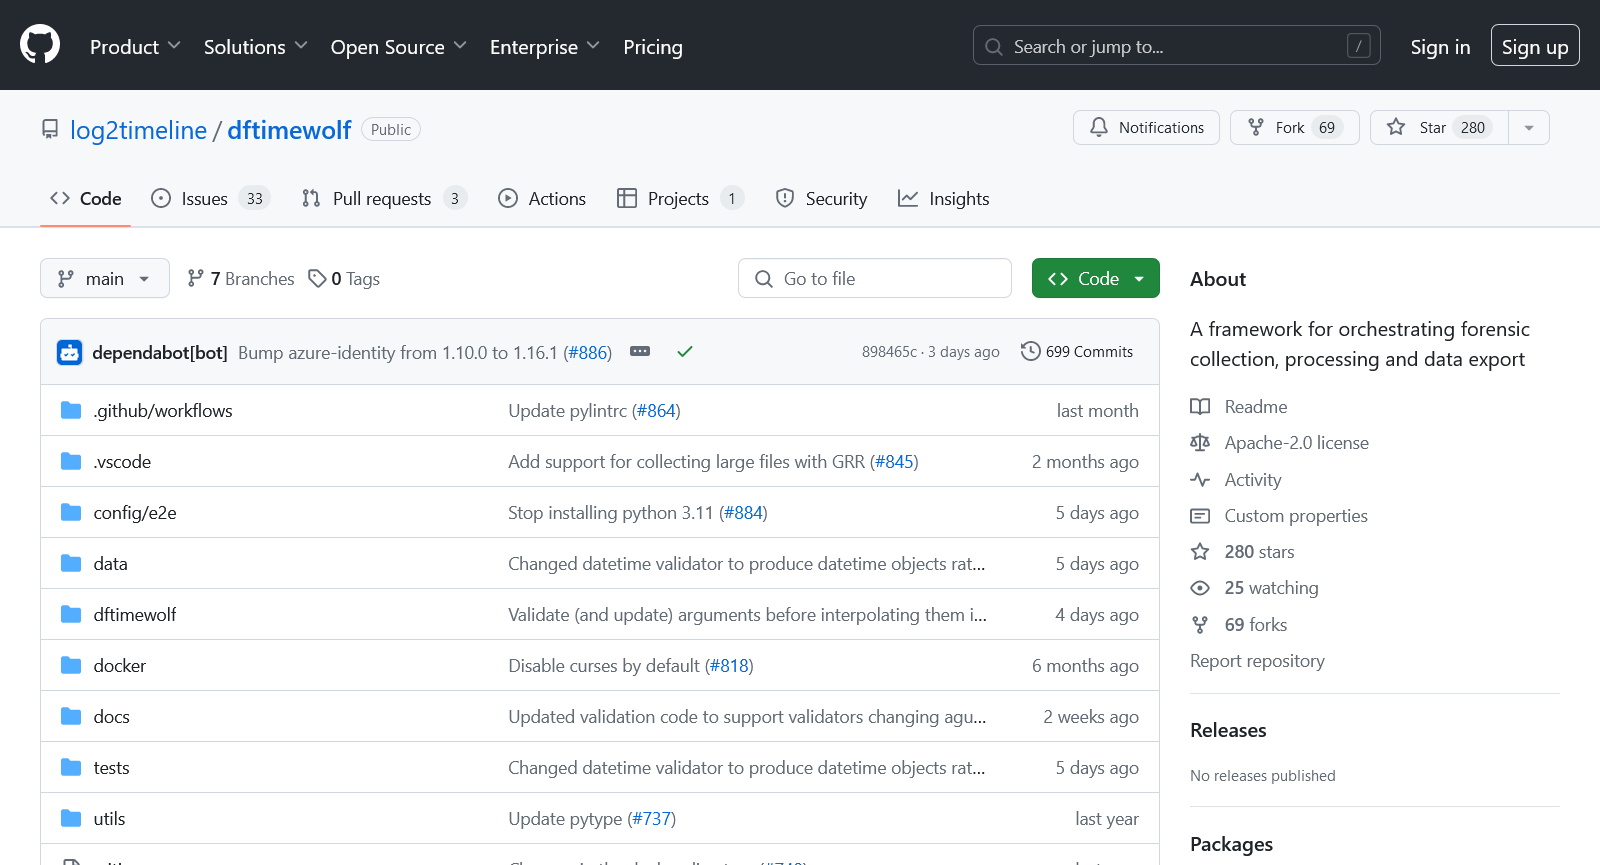 Product Solutions Open Source Enterprise Pricing Search or jump to... / Sign in Sign up
log2timeline / dftimewolf Public Notifications Fork 69 Star 280
Code Issues 33 Pull requests 3 Actions Projects 1 Security Insights
main 7 Branches 0 Tags Go to file Code
dependabot[bot] Bump azure-identity from 1.10.0 to 1.16.1 (#886) 898465c · 3 days ago 699 Commits
.github/workflows Update pylintrc (#864) last month
.vscode Add support for collecting large files with GRR (#845) 2 months ago
config/e2e Stop installing python 3.11 (#884) 5 days ago
data Changed datetime validator to produce datetime objects rat... 5 days ago
dftimewolf Validate (and update) arguments before interpolating them i... 4 days ago
docker Disable curses by default (#818) 6 months ago
docs Updated validation code to support validators changing agu... 2 weeks ago
tests Changed datetime validator to produce datetime objects rat... 5 days ago
utils Update pytype (#737) last year
About
A framework for orchestrating forensic
collection, processing and data export
Readme
Apache-2.0 license
Activity
Custom properties
280 stars
25 watching
69 forks
Report repository
Releases
No releases published
Packages